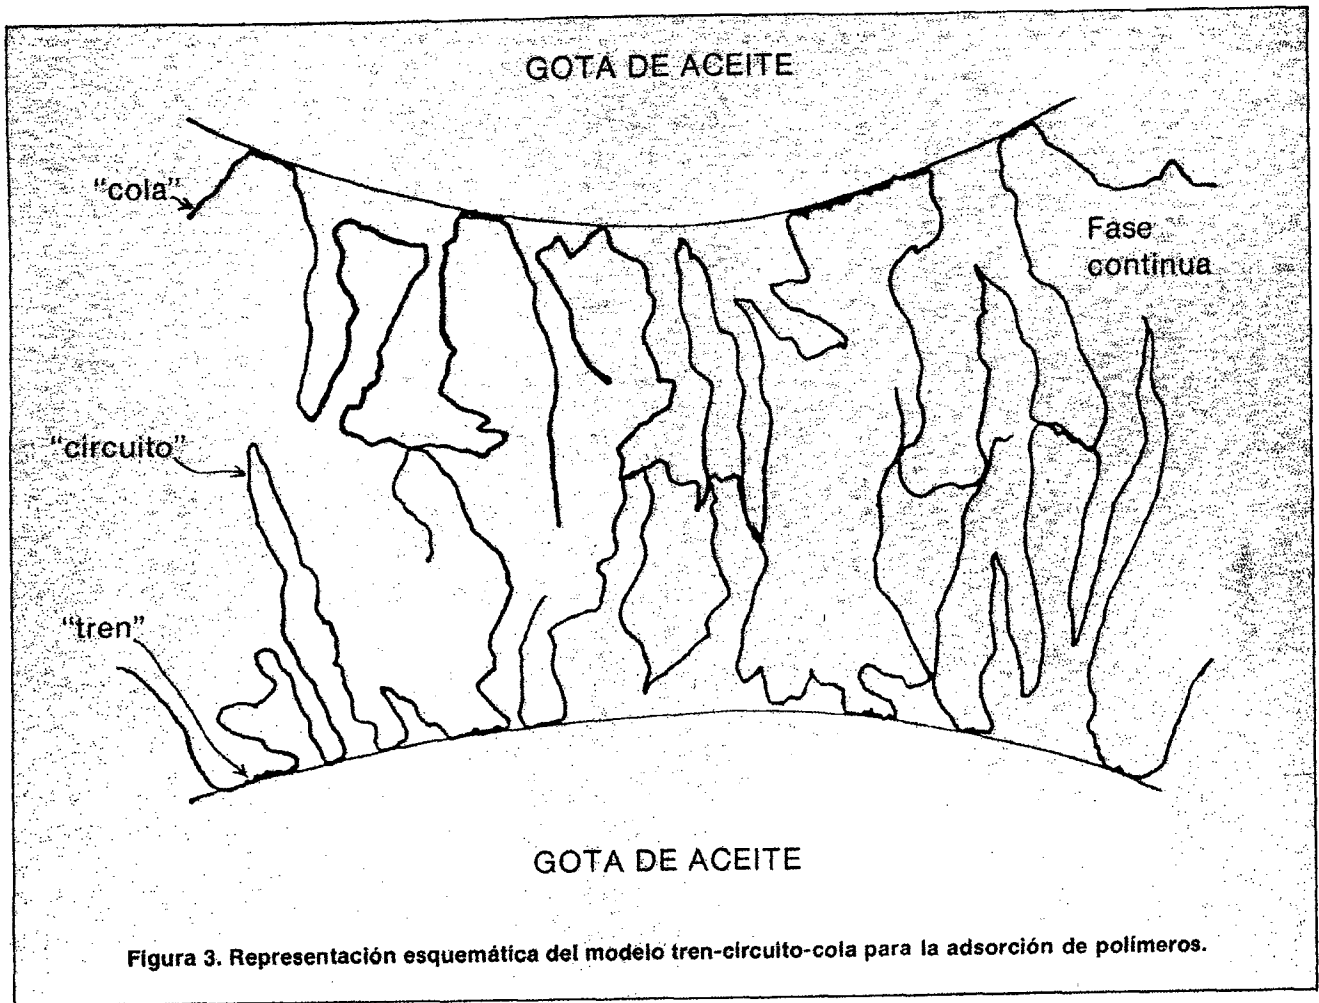 GOTA DE ACEITE
"cola"
Fase
continua
"circuito"
"tren"
GOTA DE ACEITE
Figura 3. Representación esquemática del modelo tren-circuito-cola para la adsorción de polímeros.